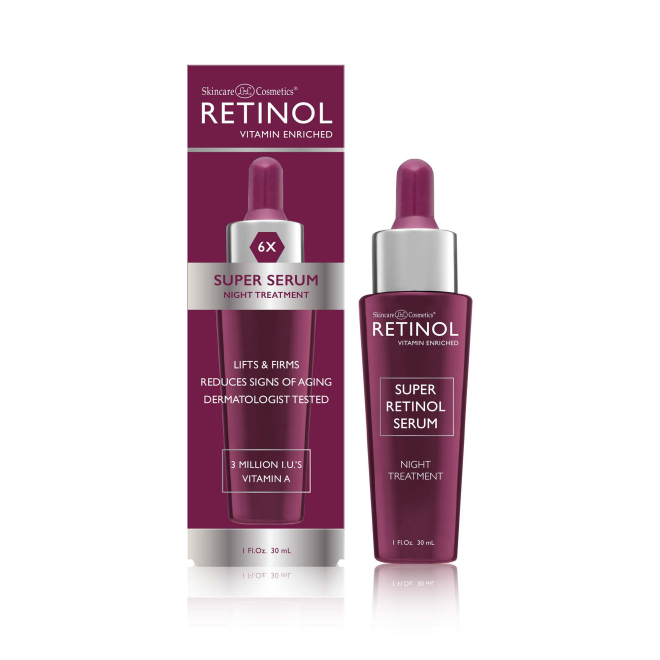 Skincare L&L Cosmetics®
RETINOL
VITAMIN ENRICHED
6X
SUPER SERUM
NIGHT TREATMENT
LIFTS & FIRMS
REDUCES SIGNS OF AGING
DERMATOLOGIST TESTED
3 MILLION I.U.'S
VITAMIN A
1 Fl.Oz. 30 mL
Skincare L&L Cosmetics®
RETINOL
VITAMIN ENRICHED
SUPER
RETINOL
SERUM
NIGHT
TREATMENT
1 Fl.Oz. 30 mL